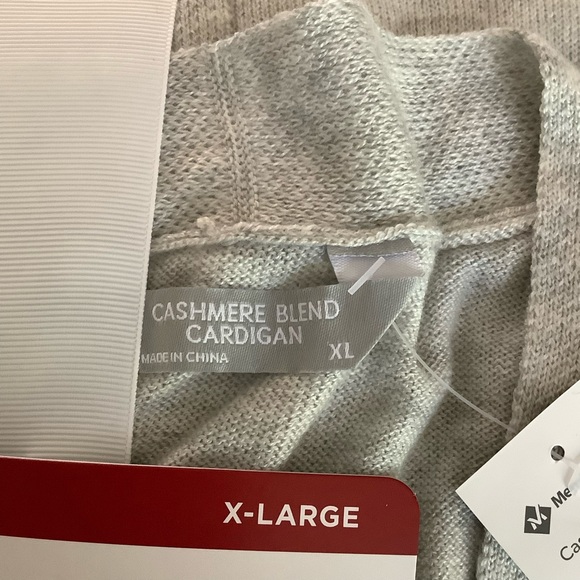 CASHMERE BLEND
CARDIGAN
MADE IN CHINA XL
X-LARGE